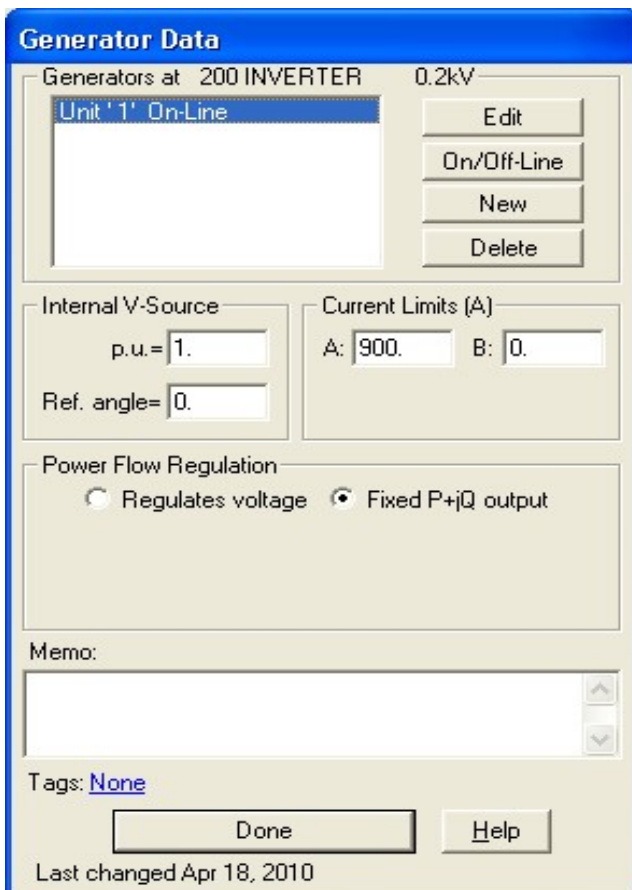 Generator Data
Generators at 200 INVERTER 0.2kV
Unit '1' On-Line
Edit
On/Off-Line
New
Delete
Internal V-Source
p.u.= 1.
Ref. angle= 0.
Current Limits (A)
A: 900. B: 0.
Power Flow Regulation
Regulates voltage Fixed P+jQ output
Memo:
Tags: None
Done Help
Last changed Apr 18, 2010